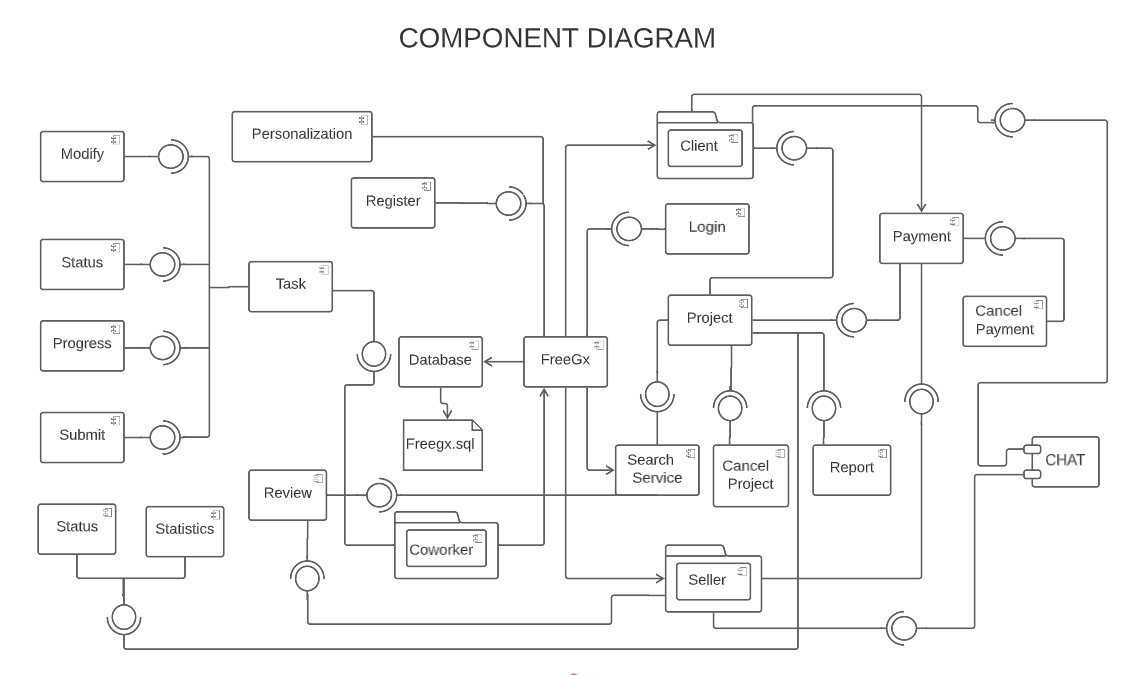 COMPONENT DIAGRAM
Personalization
Modify
Client
Register
Login
Payment
Status
Task
Project
Cancel
Payment
Progress
Database
FreeGx
Submit
Freegx.sql
Search
Service
Cancel
Project
Report
CHAT
Review
Status
Statistics
Coworker
Seller